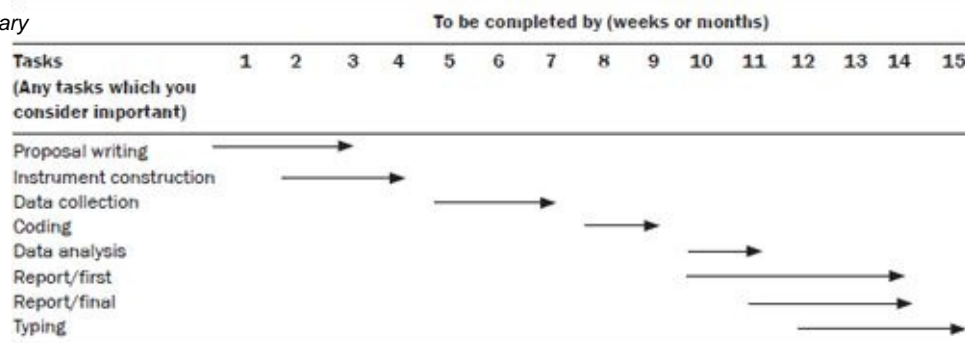 ary
To be completed by (weeks or months)
Tasks 1 2 3 4 5 6 7 8 9 10 11 12 13 14 15
(Any tasks which you
consider important)
Proposal writing
Instrument construction
Data collection
Coding
Data analysis
Report/first
Report/final
Typing